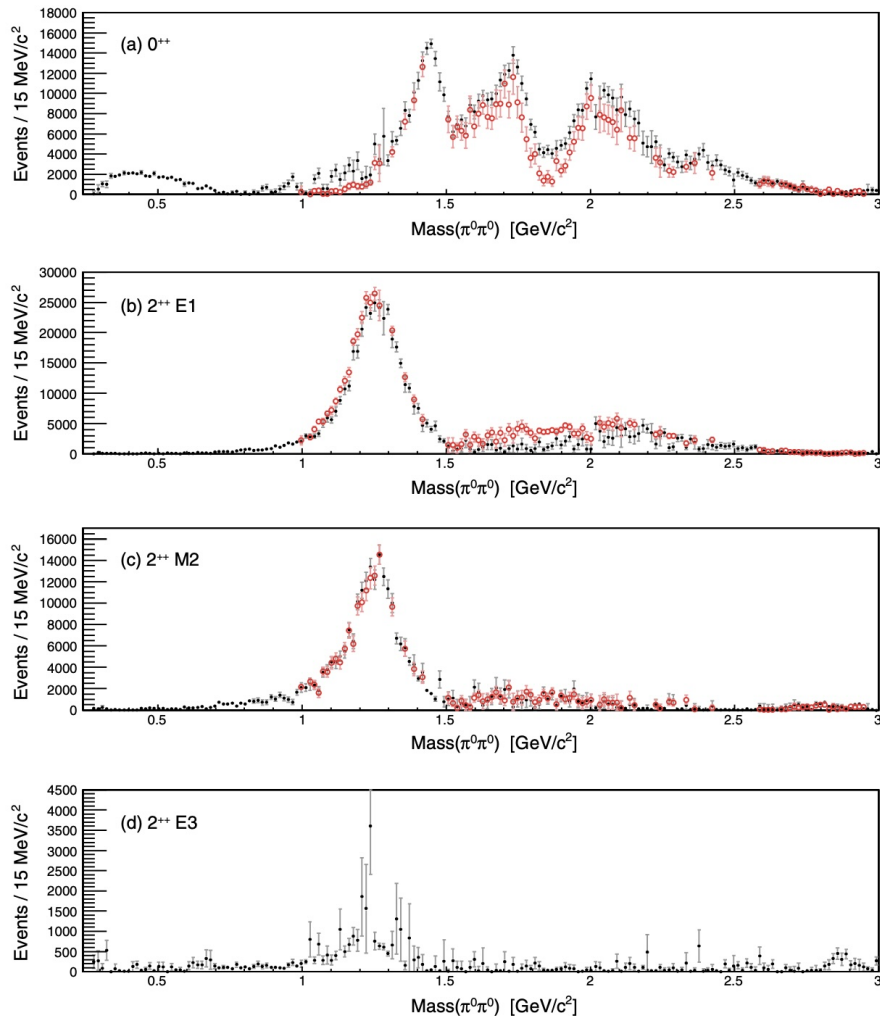 18000
16000
14000
12000
10000
8000
6000
4000
2000
0
Events / 15 MeV/c²
(a) 0⁺⁺
0.5 1 1.5 2 2.5 3
Mass(π⁰π⁰) [GeV/c²]
30000
25000
20000
15000
10000
5000
0
Events / 15 MeV/c²
(b) 2⁺⁺ E1
0.5 1 1.5 2 2.5 3
Mass(π⁰π⁰) [GeV/c²]
16000
14000
12000
10000
8000
6000
4000
2000
0
Events / 15 MeV/c²
(c) 2⁺⁺ M2
0.5 1 1.5 2 2.5 3
Mass(π⁰π⁰) [GeV/c²]
4500
4000
3500
3000
2500
2000
1500
1000
500
0
Events / 15 MeV/c²
(d) 2⁺⁺ E3
0.5 1 1.5 2 2.5 3
Mass(π⁰π⁰) [GeV/c²]